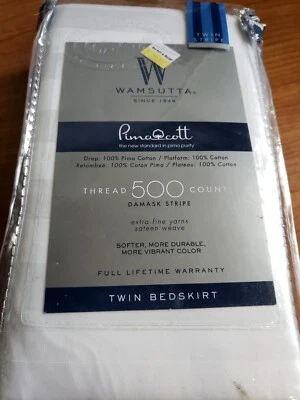 TWIN
STRIPE
W
WAMSUTTA®
SINCE 1846
Pimacott
the new standard in pima purity
Drop: 100% Pima Cotton / Platform: 100% Cotton
Retombée: 100% Coton Pima / Plateau: 100% Cotton
THREAD 500 COUNT
DAMASK STRIPE
extra fine yarns
sateen weave
SOFTER, MORE DURABLE,
MORE VIBRANT COLOR
FULL LIFETIME WARRANTY
TWIN BEDSKIRT